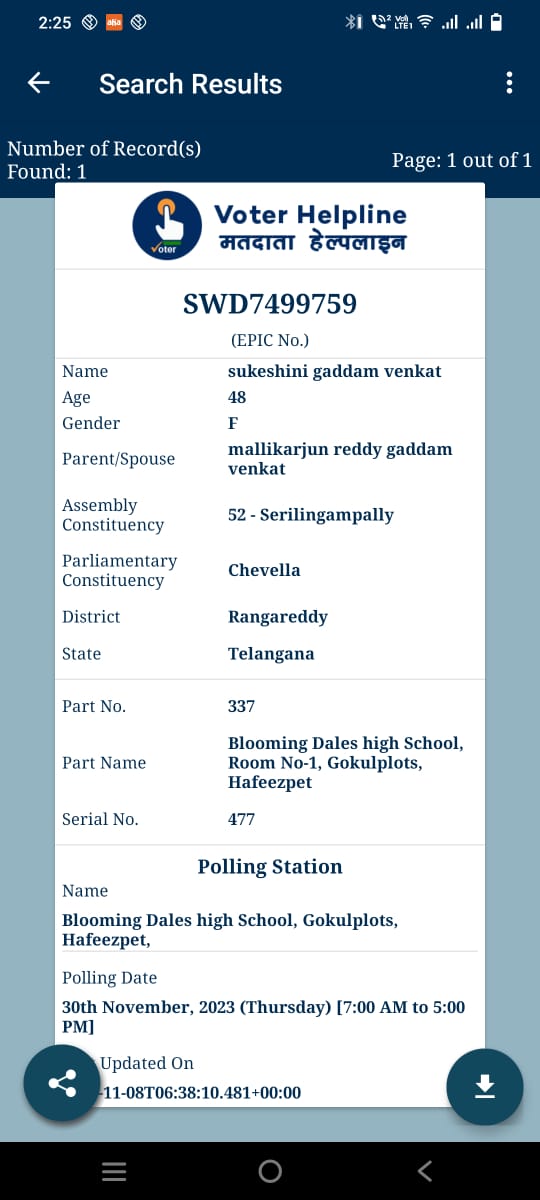 2:25
Vo))
LTE1
2
Search Results
Number of Record(s)
Found: 1
Page: 1 out of 1
Voter Helpline
मतदाता हेल्पलाइन
Voter
SWD7499759
(EPIC No.)
Name sukeshini gaddam venkat
Age 48
Gender F
Parent/Spouse mallikarjun reddy gaddam
venkat
Assembly
Constituency 52 - Serilingampally
Parliamentary
Constituency Chevella
District Rangareddy
State Telangana
Part No. 337
Part Name Blooming Dales high School,
Room No-1, Gokulplots,
Hafeezpet
Serial No. 477
Polling Station
Name
Blooming Dales high School, Gokulplots,
Hafeezpet,
Polling Date
30th November, 2023 (Thursday) [7:00 AM to 5:00
PM]
Updated On
-11-08T06:38:10.481+00:00